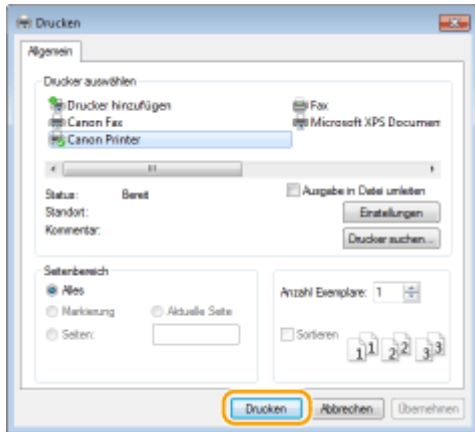 Drucken
Allgemein
Drucker auswählen
Drucker hinzufügen
Fax
Canon Fax
Microsoft XPS Documen
Canon Printer
Status: Bereit
Ausgabe in Datei umleiten
Standort:
Einstellungen
Kommentar:
Drucker suchen...
Seitenbereich
Alles
Anzahl Exemplare: 1
Markierung
Aktuelle Seite
Seiten:
Sortieren
1 1 2 2 3 3
Drucken
Abbrechen
Übernehmen